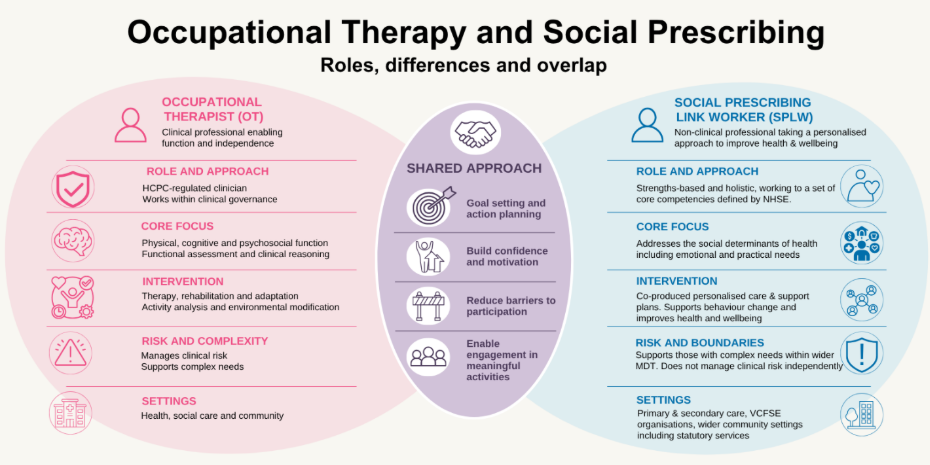 Occupational Therapy and Social Prescribing
Roles, differences and overlap
OCCUPATIONAL
THERAPIST (OT)
Clinical professional enabling
function and independence
ROLE AND APPROACH
HCPC-regulated clinician
Works within clinical governance
CORE FOCUS
Physical, cognitive and psychosocial function
Functional assessment and clinical reasoning
INTERVENTION
Therapy, rehabilitation and adaptation
Activity analysis and environmental modification
RISK AND COMPLEXITY
Manages clinical risk
Supports complex needs
SETTINGS
Health, social care and community
SHARED APPROACH
Goal setting and
action planning
Build confidence
and motivation
Reduce barriers to
participation
Enable
engagement in
meaningful
activities
SOCIAL PRESCRIBING
LINK WORKER (SPLW)
Non-clinical professional taking a personalised
approach to improve health & wellbeing
ROLE AND APPROACH
Strengths-based and holistic, working to a set of
core competencies defined by NHSE.
CORE FOCUS
Addresses the social determinants of health
including emotional and practical needs
INTERVENTION
Co-produced personalised care & support
plans. Supports behaviour change and
improves health and wellbeing
RISK AND BOUNDARIES
Supports those with complex needs within wider
MDT. Does not manage clinical risk independently
SETTINGS
Primary & secondary care, VCFSE
organisations, wider community settings
including statutory services